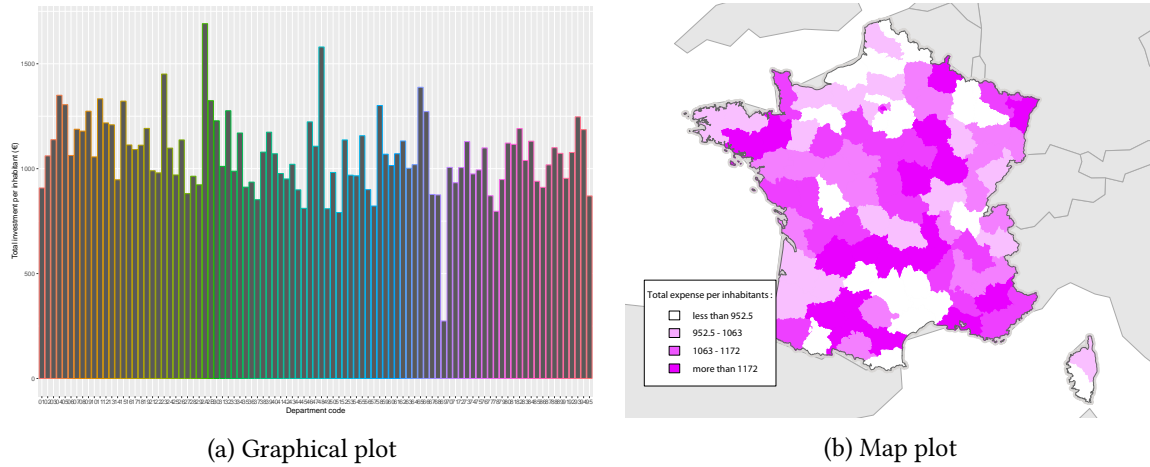 1500
1000
500
0
Total investment per inhabitant (€)
Department code
Total expense per inhabitants :
less than 952.5
952.5 - 1063
1063 - 1172
more than 1172
(a) Graphical plot
(b) Map plot